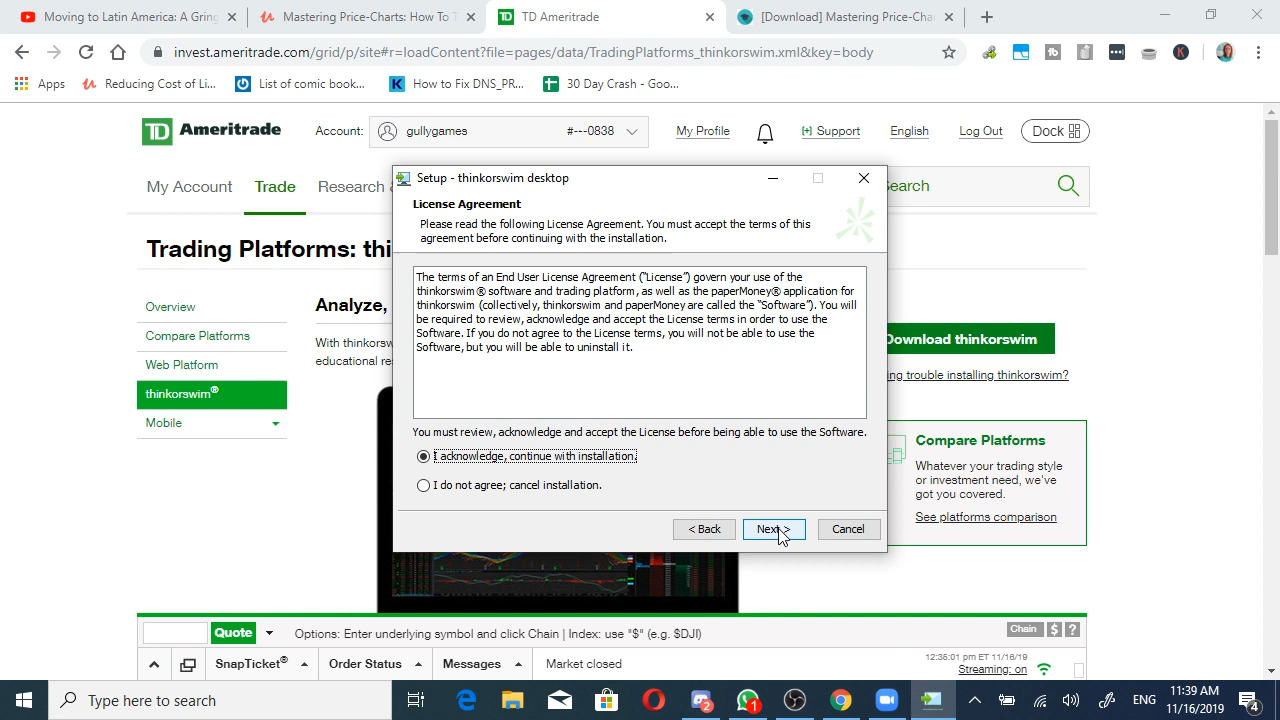 Moving to Latin America: A Gring
Mastering Price-Charts: How To T
TD Ameritrade
[Download] Mastering Price-Cha
invest.ameritrade.com/grid/p/site#r=loadContent?file=pages/data/TradingPlatforms_thinkorswim.xml&key=body
Apps
Reducing Cost of Li...
List of comic book...
How to Fix DNS_PR...
30 Day Crash - Goo...
TD Ameritrade
Account:
gullygames
#---0838
My Profile
[+] Support
English
Log Out
Dock
My Account
Trade
Research
earch
Trading Platforms: thi
Overview
Compare Platforms
Web Platform
thinkorswim®
Mobile
Analyze,
With thinkorsw
educational re
Setup - thinkorswim desktop
License Agreement
Please read the following License Agreement. You must accept the terms of this
agreement before continuing with the installation.
The terms of an End User License Agreement ("License") govern your use of the
thinkorswim® software and trading platform, as well as the paperMoney® application for
thinkorswim (collectively, thinkorswim and paperMoney are called the "Software"). You will
be required to review, acknowledge and accept the License terms in order to use the
Software. If you do not agree to the License terms, you will not be able to use the
Software, but you will be able to uninstall it.
You must review, acknowledge and accept the License before being able to use the Software.
I acknowledge, continue with installation.
I do not agree; cancel installation.
< Back
Next >
Cancel
Download thinkorswim
ng trouble installing thinkorswim?
Compare Platforms
Whatever your trading style
or investment need, we've
got you covered.
See platforms comparison
Quote
Options: Enter underlying symbol and click Chain | Index: use "$" (e.g. $DJI)
Chain
$
?
SnapTicket®
Order Status
Messages
Market closed
12:35:01 pm ET 11/16/19
Streaming: on
Type here to search
2
1
ENG
11:39 AM
11/16/2019
4